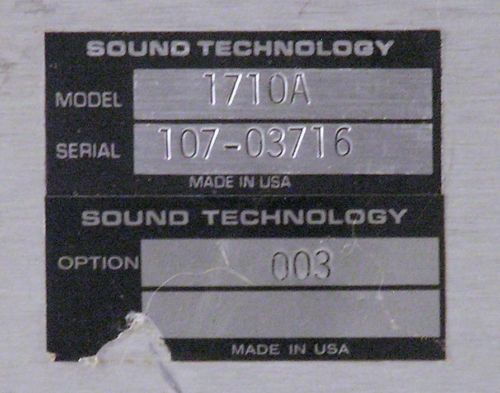 SOUND TECHNOLOGY
MODEL 1710A
SERIAL 107-03716
MADE IN USA
SOUND TECHNOLOGY
OPTION 003
MADE IN USA